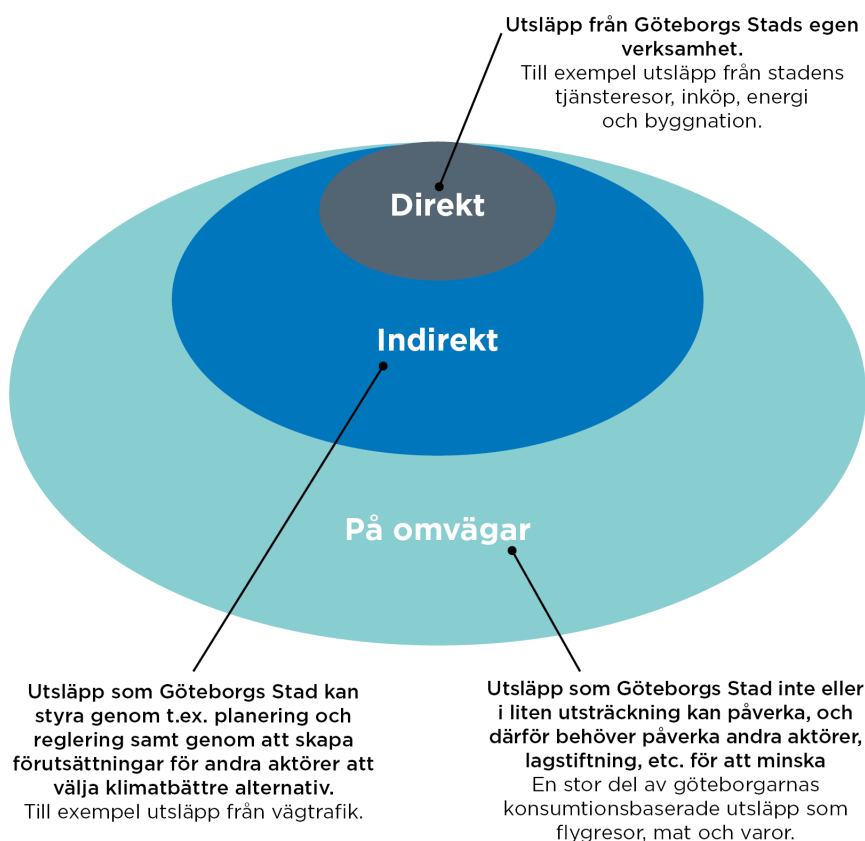 Utsläpp från Göteborgs Stads egen
verksamhet.
Till exempel utsläpp från stadens
tjänsteresor, inköp, energi
och byggnation.
Direkt
Indirekt
På omvägar
Utsläpp som Göteborgs Stad kan
styra genom t.ex. planering och
reglering samt genom att skapa
förutsättningar för andra aktörer att
välja klimatbättre alternativ.
Till exempel utsläpp från vägtrafik.
Utsläpp som Göteborgs Stad inte eller
i liten utsträckning kan påverka, och
därför behöver påverka andra aktörer,
lagstiftning, etc. för att minska
En stor del av göteborgarnas
konsumtionsbaserade utsläpp som
flygresor, mat och varor.